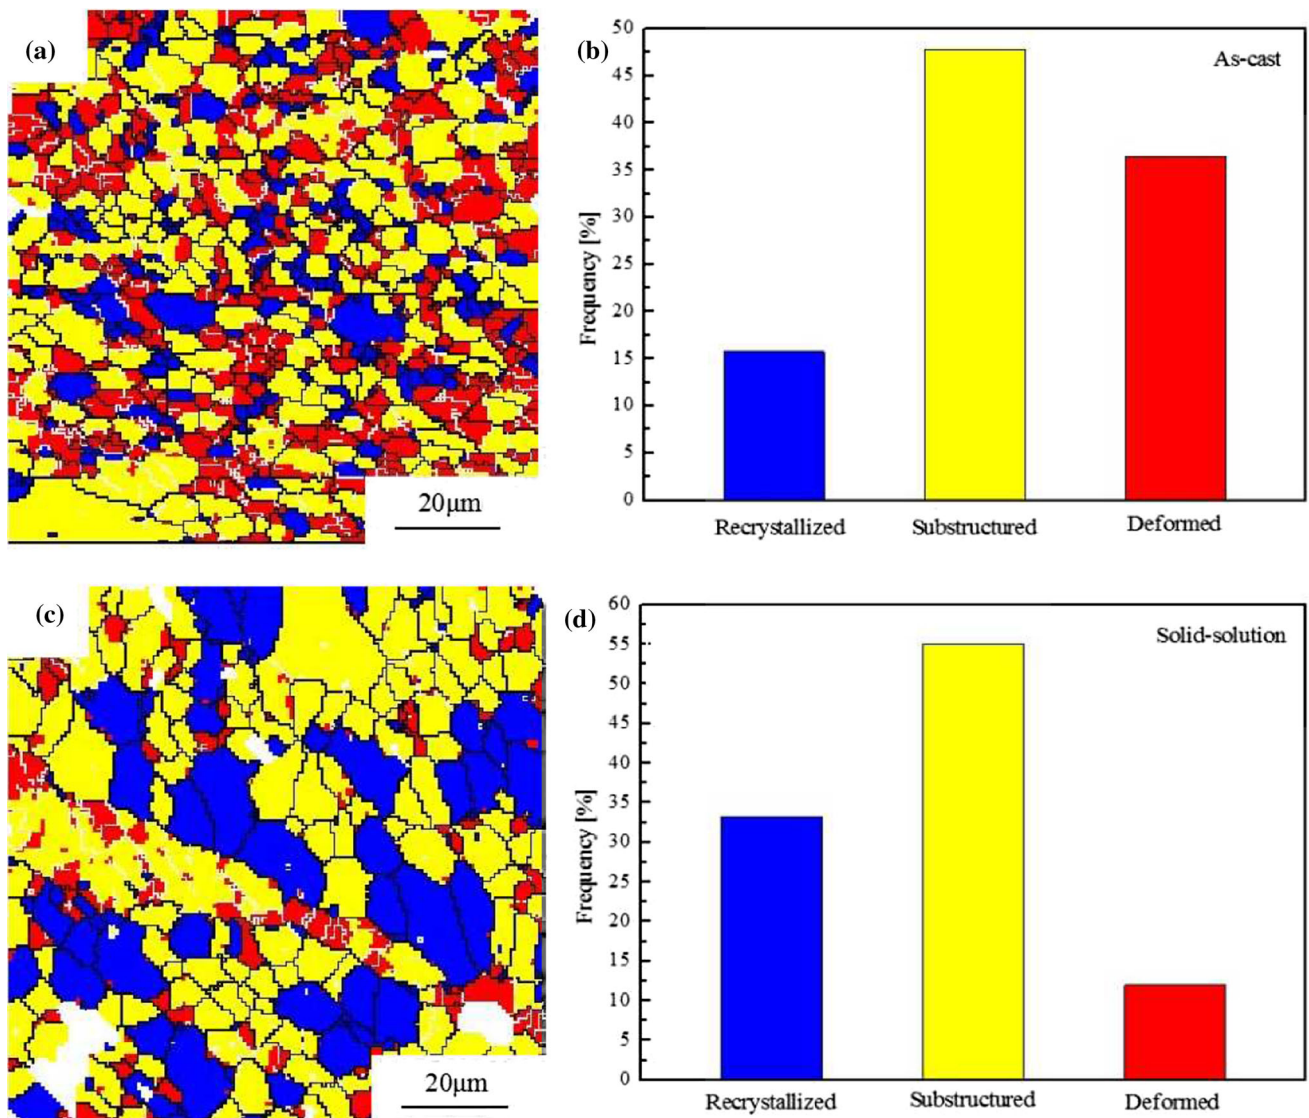 (a)
20μm
(b)
As-cast
Frequency [%]
50
45
40
35
30
25
20
15
10
5
0
Recrystallized Substructured Deformed
(c)
20μm
(d)
Solid-solution
Frequency [%]
60
55
50
45
40
35
30
25
20
15
10
5
0
Recrystallized Substructured Deformed